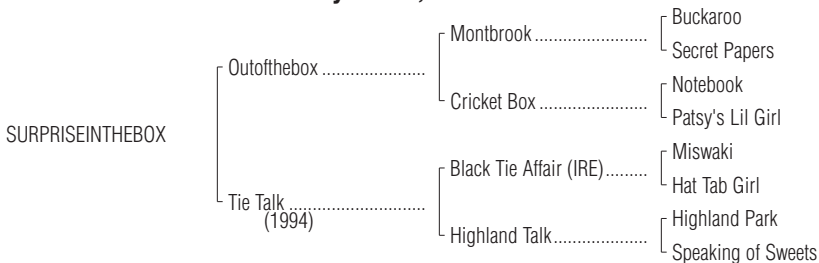 Buckaroo
Montbrook
Secret Papers
Outofthebox
Notebook
Cricket Box
Patsy's Lil Girl
SURPRISEINTHEBOX
Miswaki
Black Tie Affair (IRE)
Hat Tab Girl
Tie Talk
(1994)
Highland Park
Highland Talk
Speaking of Sweets